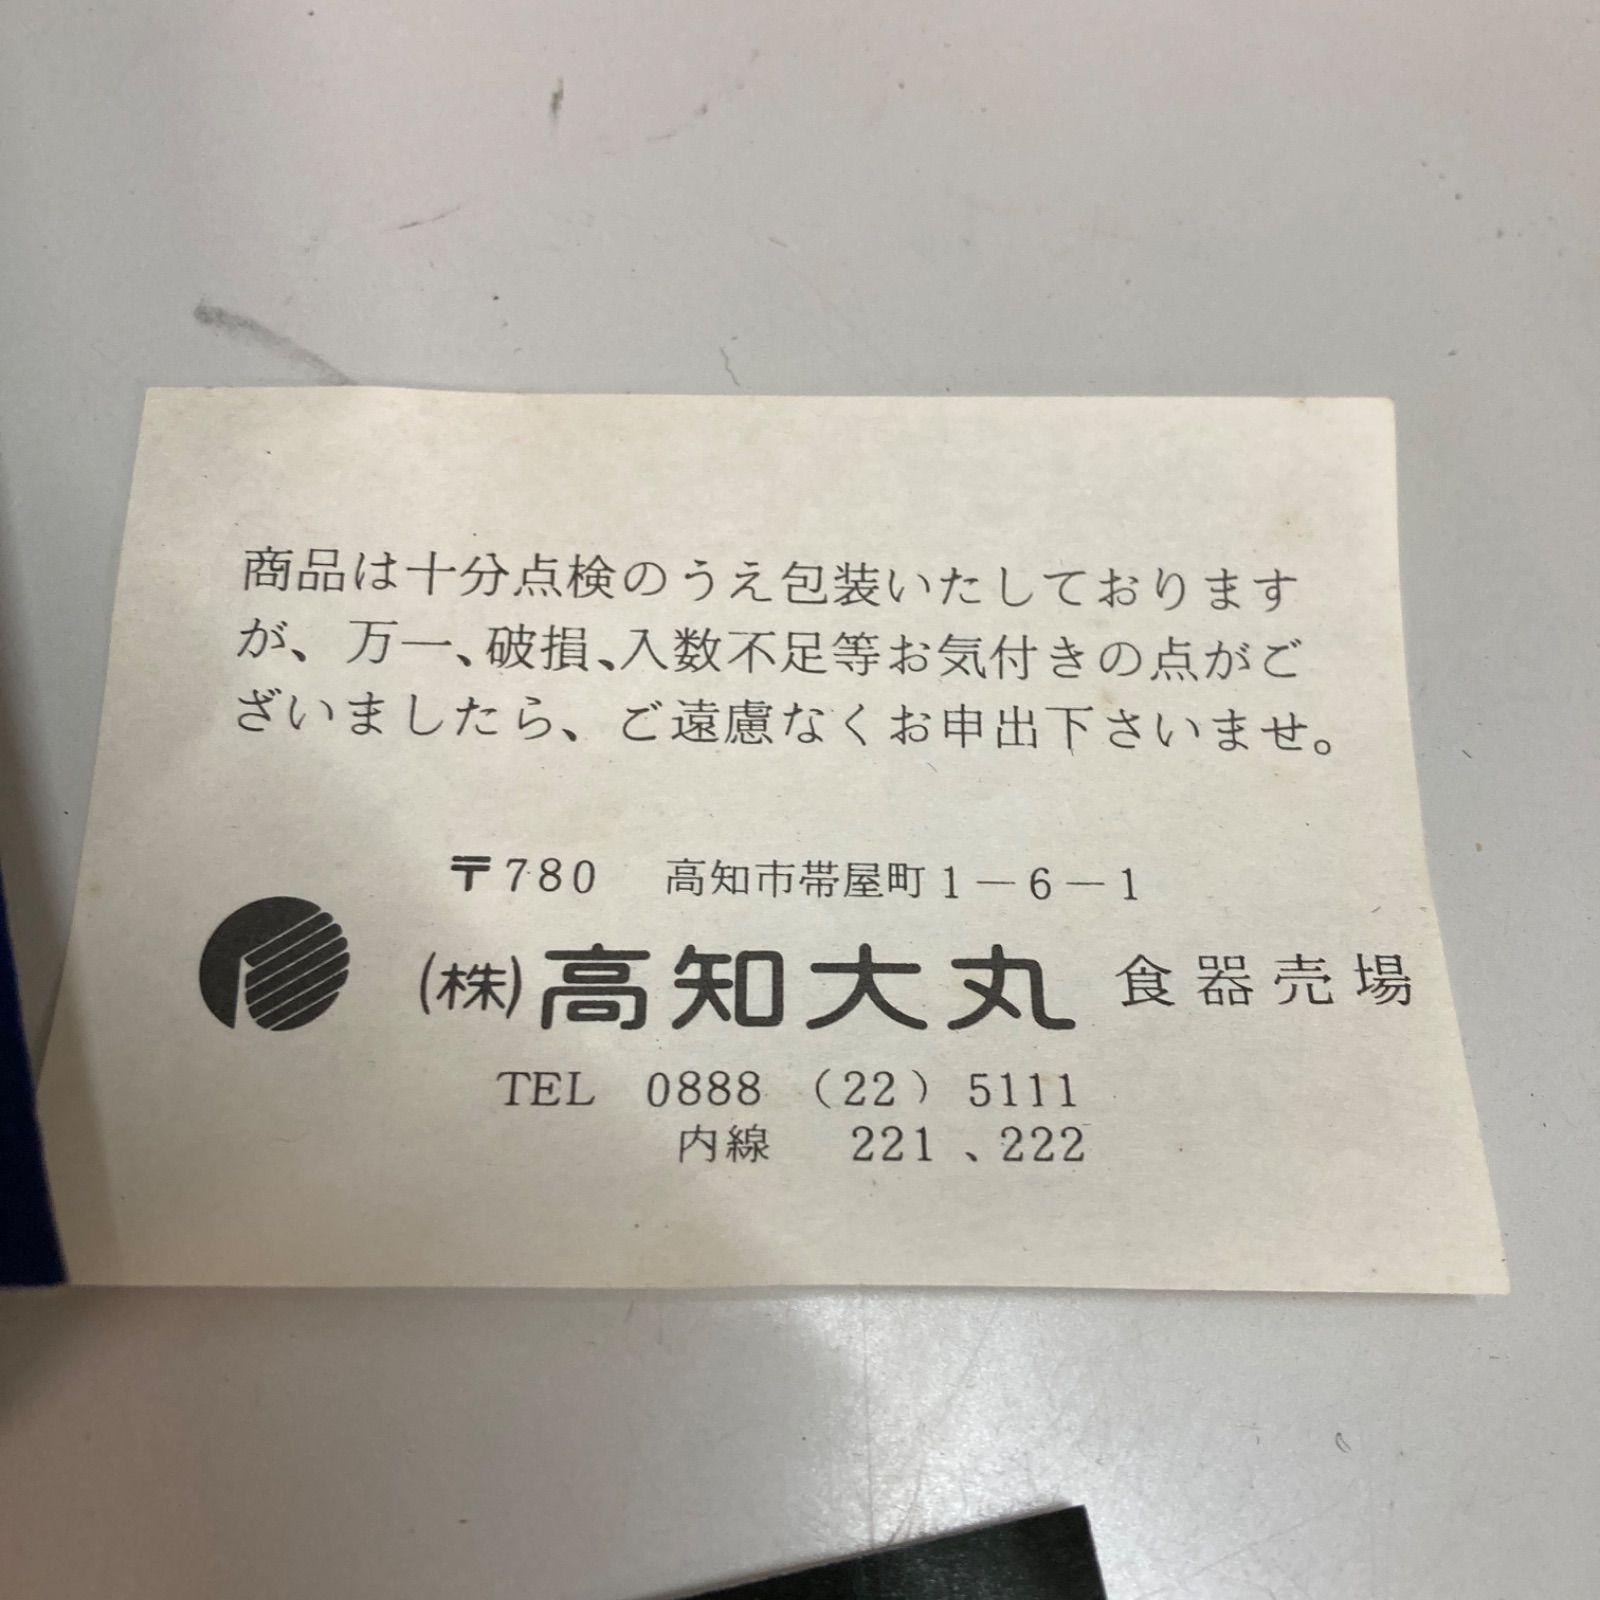 商品は十分点検のうえ包装いたしております
が、万一、破損、入数不足等お気付きの点がご
ざいましたら、ご遠慮なくお申出下さいませ。
〒780 高知市帯屋町1－6－1
(株)高知大丸 食器売場
TEL 0888 (22) 5111
内線 221、222